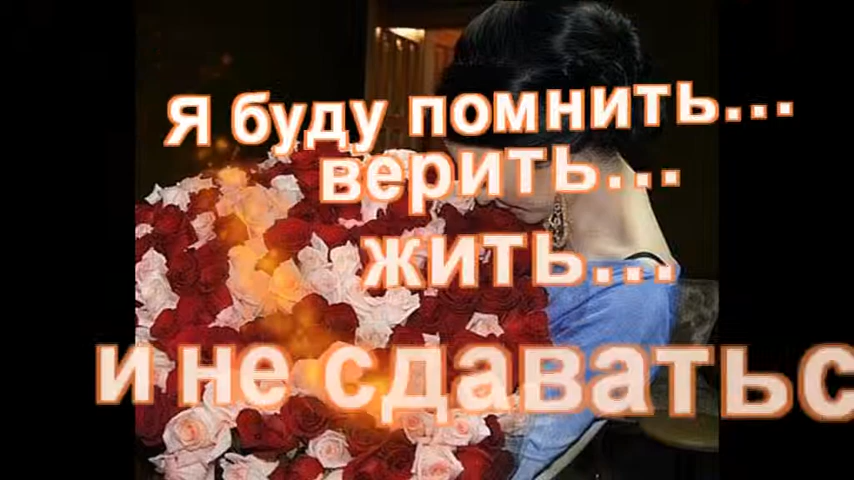 Я буду помнить...
верить...
жить...
и не сдаватьс